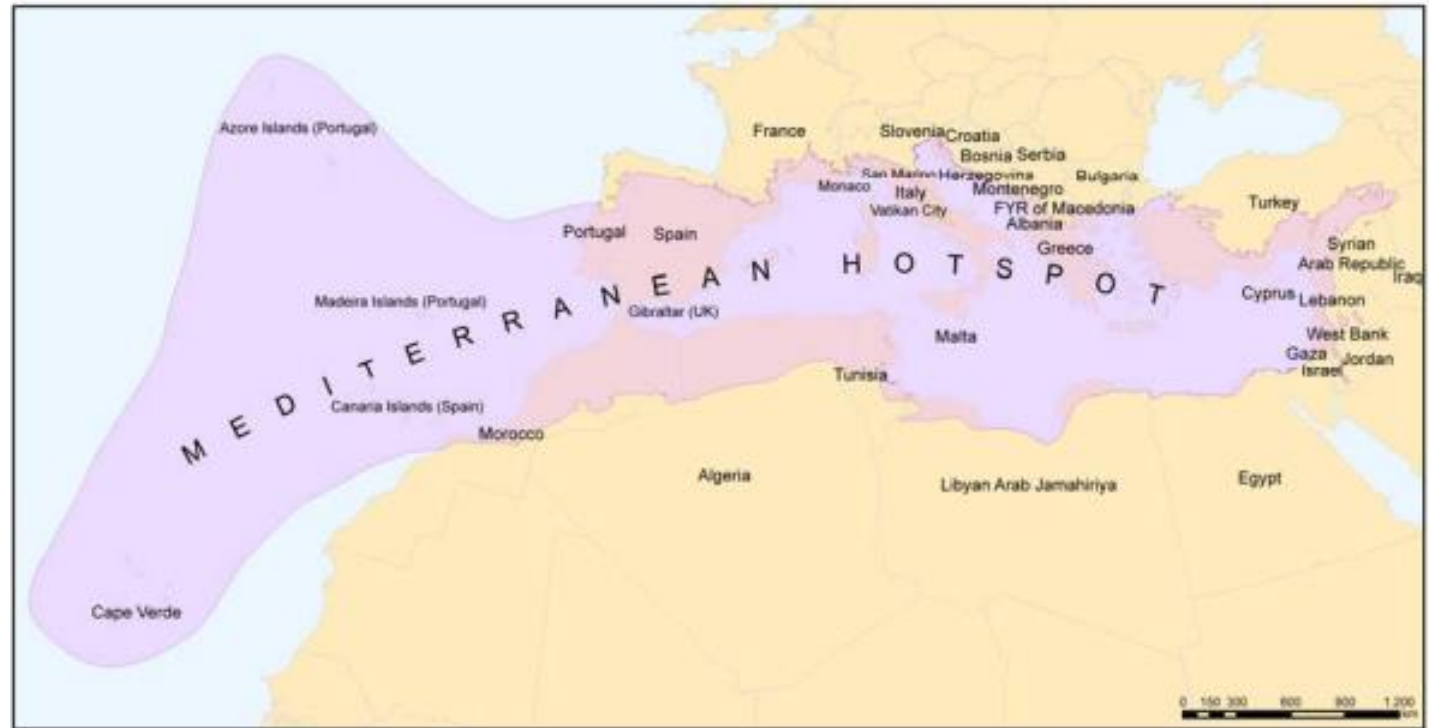 Azore Islands (Portugal)
France
Slovenia
Croatia
Bosnia
Serbia
San Marino
Herzegovina
Bulgaria
Monaco
Italy
Montenegro
Vatikan City
FYR of Macedonia
Albania
Turkey
Portugal
Spain
Greece
Syrian
Arab Republic
Iraq
MEDITERRANEAN HOTSPOT
Madeira Islands (Portugal)
Gibraltar (UK)
Cyprus
Lebanon
Malta
West Bank
Gaza
Jordan
Israel
Tunisia
Canaria Islands (Spain)
Morocco
Algeria
Libyan Arab Jamahiriya
Egypt
Cape Verde
0 150 300 600 900 1 200